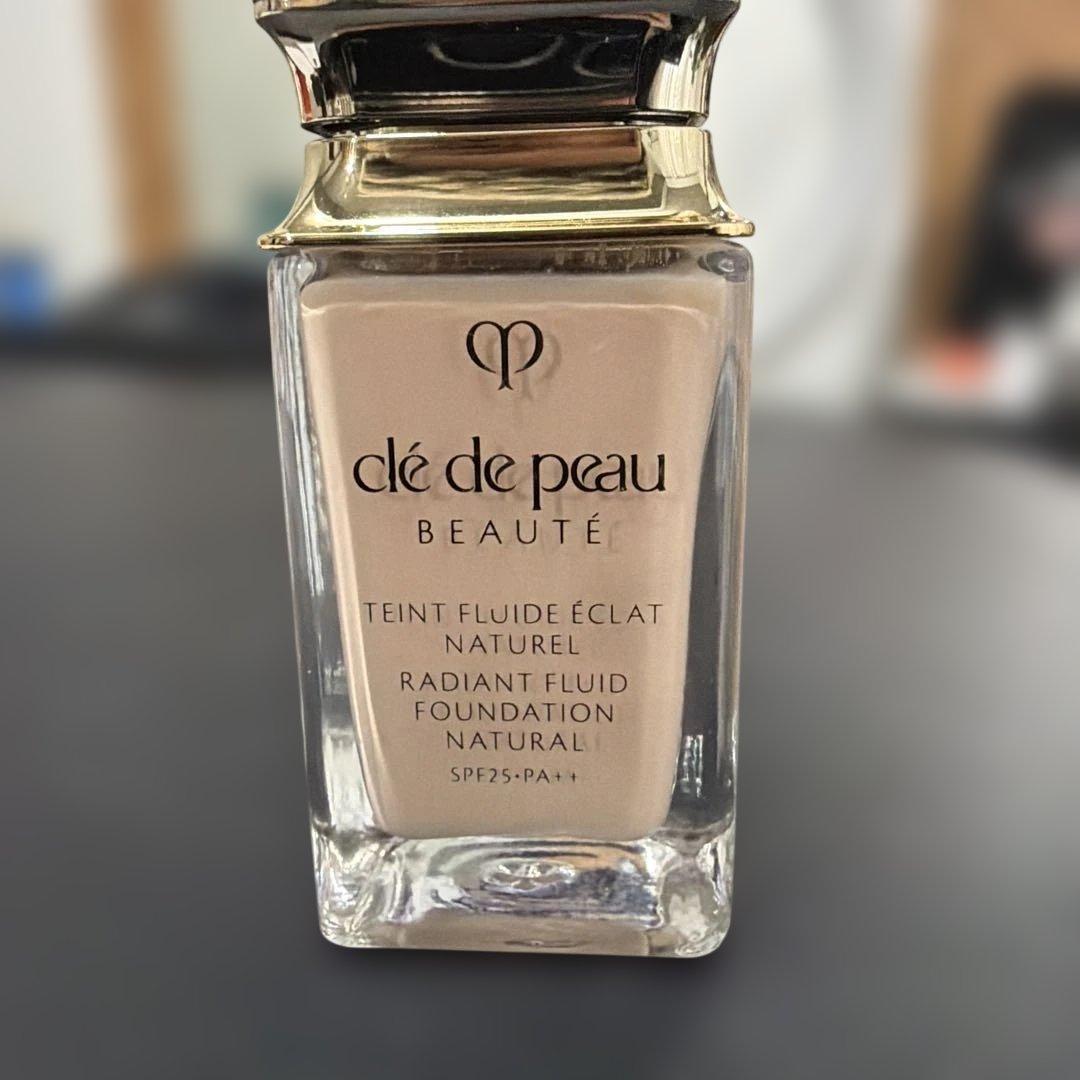 clé de peau
BEAUTÉ
TEINT FLUIDE ÉCLAT
NATUREL
RADIANT FLUID
FOUNDATION
NATURAL
SPF25•PA++